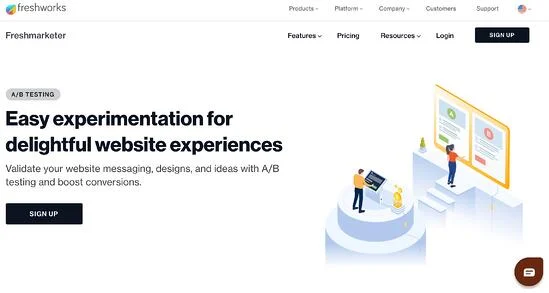 freshworks
Products Platform Company Customers Support
Freshmarketer
Features Pricing Resources Login SIGN UP
A/B TESTING
Easy experimentation for
delightful website experiences
Validate your website messaging, designs, and ideas with A/B
testing and boost conversions.
SIGN UP
A
B